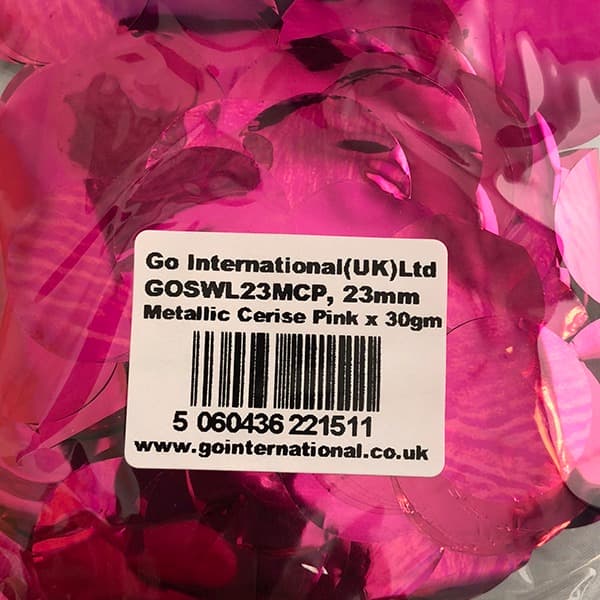 Go International(UK)Ltd
GOSWL23MCP, 23mm
Metallic Cerise Pink x 30gm
5 060436 221511
www.gointernational.co.uk